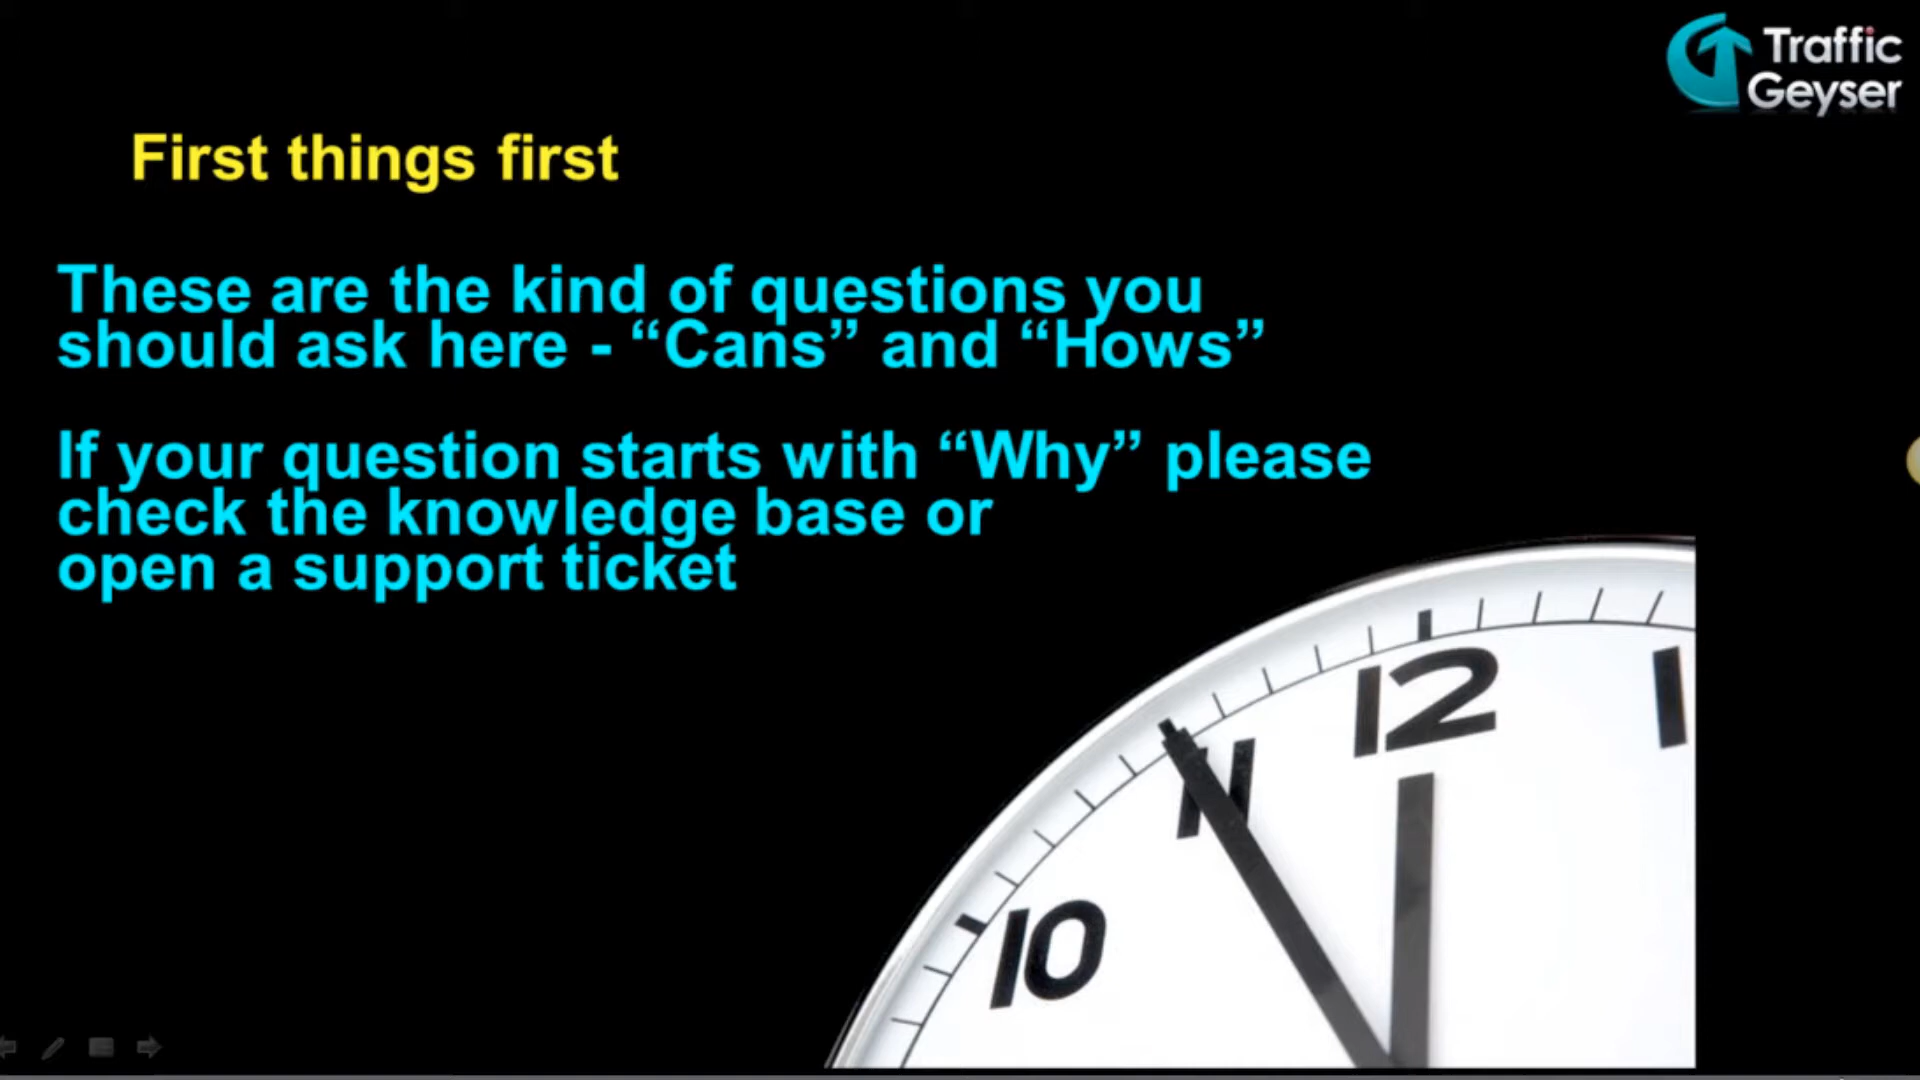 Traffic
Geyser
First things first
These are the kind of questions you
should ask here - “Cans” and “Hows”
If your question starts with “Why” please
check the knowledge base or
open a support ticket
12
1
11
10